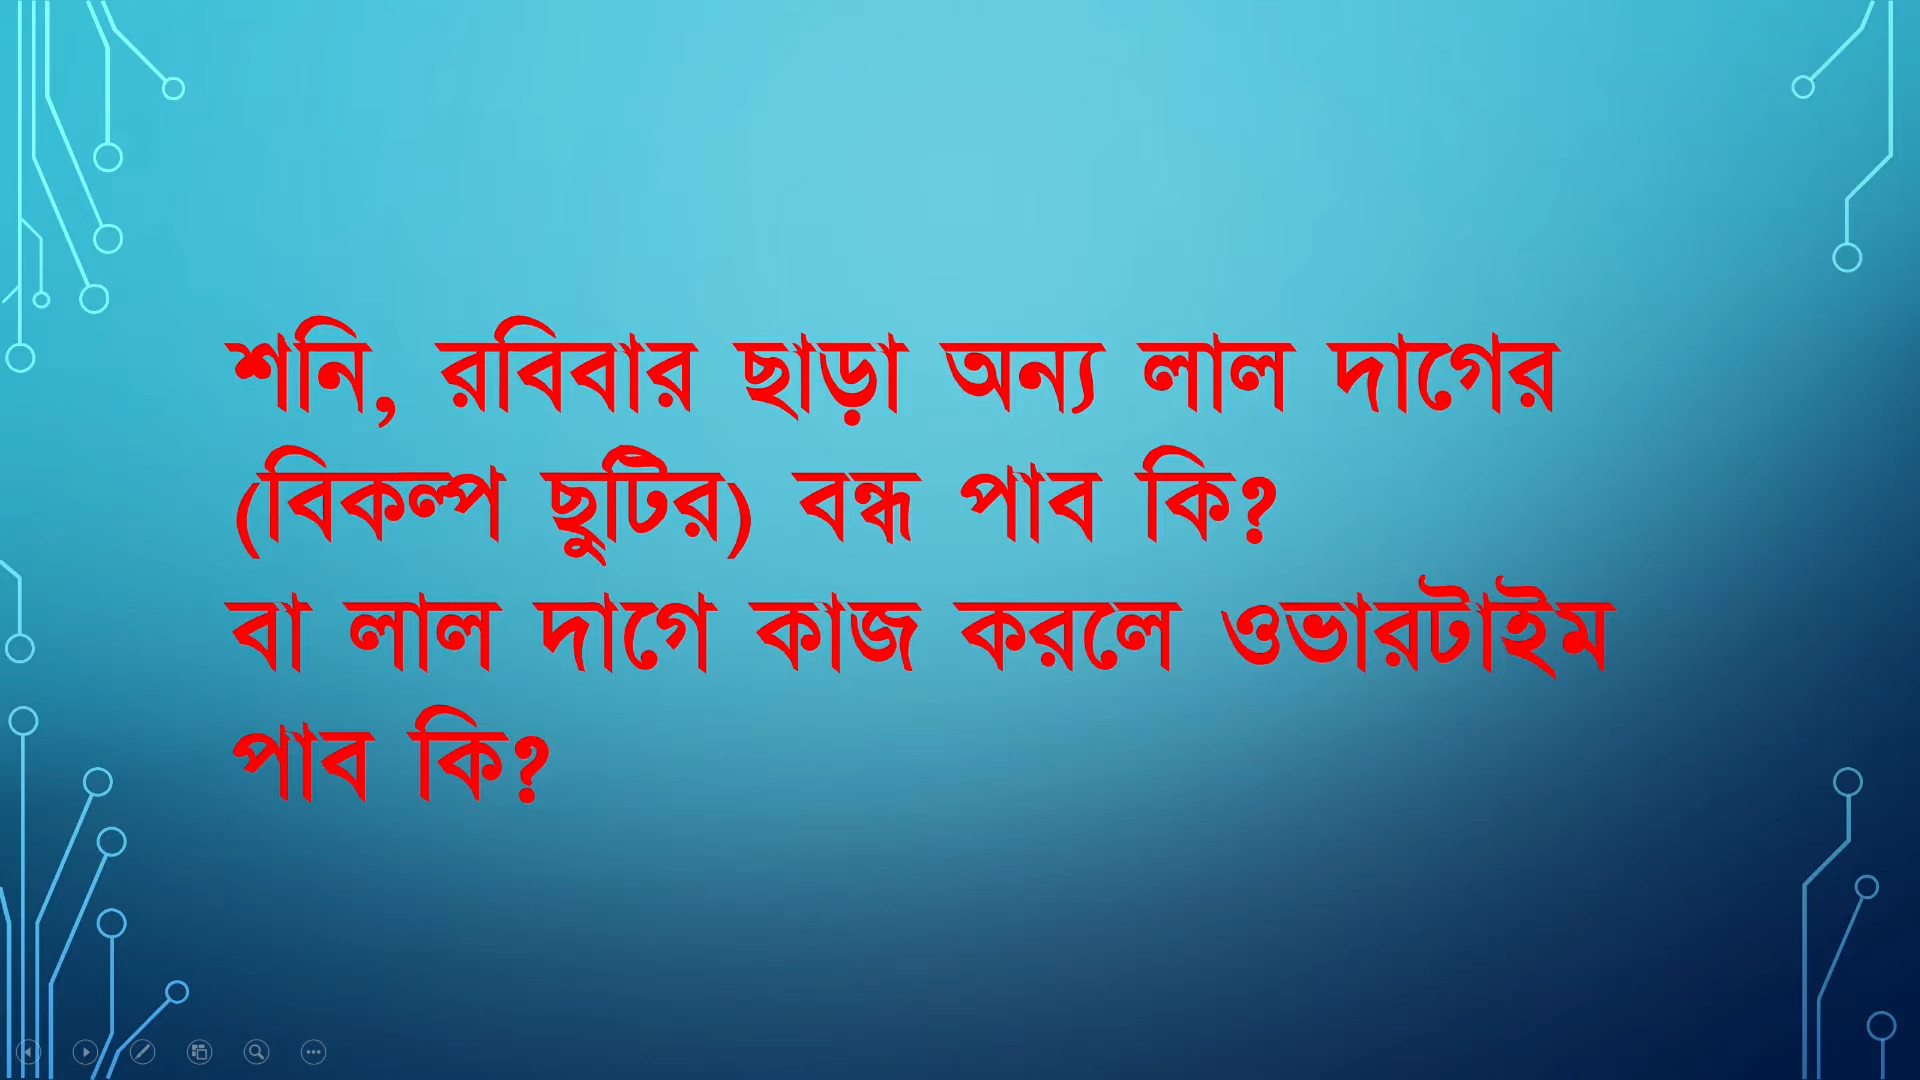 শনি, রবিবার ছাড়া অন্য লাল দাগের
(বিকল্প ছুটির) বন্ধ পাব কি?
বা লাল দাগে কাজ করলে ওভারটাইম
পাব কি?